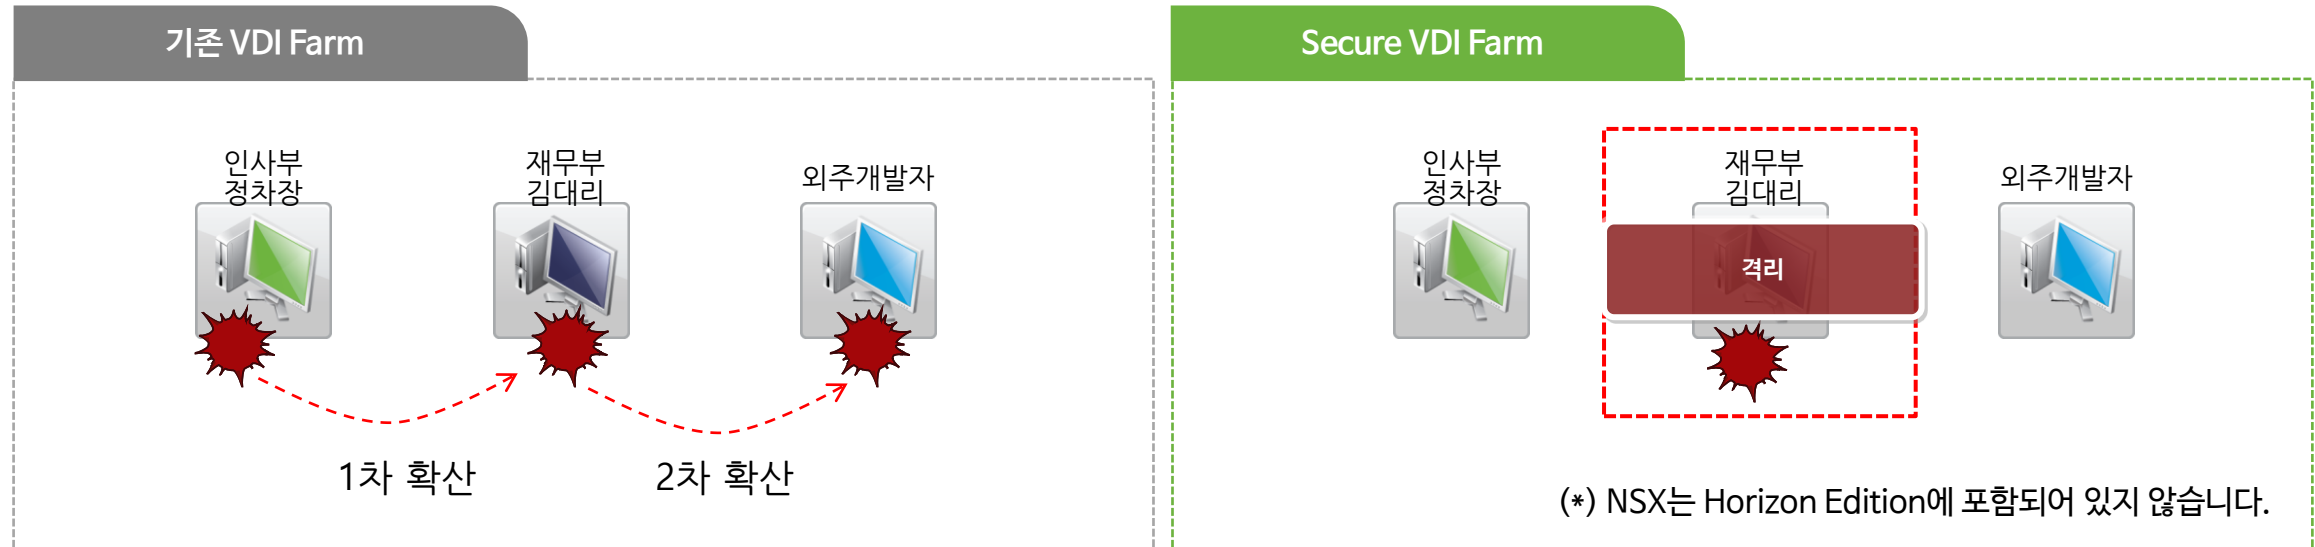 기존 VDI Farm
인사부
정차장
재무부
김대리
외주개발자
1차 확산
2차 확산
Secure VDI Farm
인사부
정차장
재무부
김대리
외주개발자
격리
(*) NSX는 Horizon Edition에 포함되어 있지 않습니다.